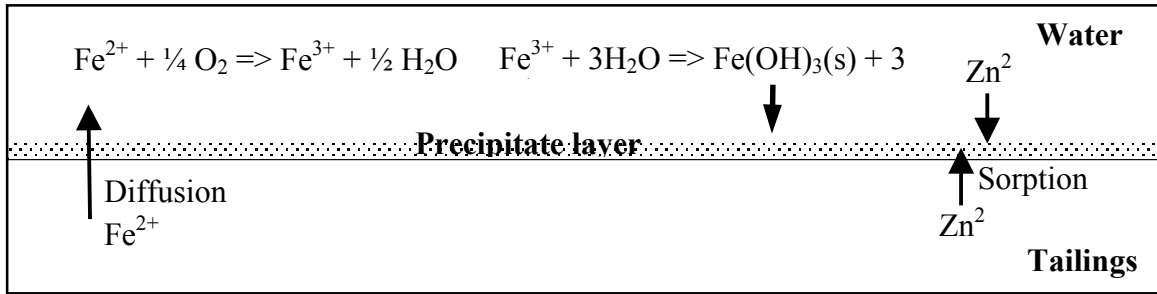 Water
Fe²⁺ + ¼ O₂ => Fe³⁺ + ½ H₂O Fe³⁺ + 3H₂O => Fe(OH)₃(s) + 3
Zn²
Precipitate layer
Diffusion
Fe²⁺
Sorption
Zn²
Tailings